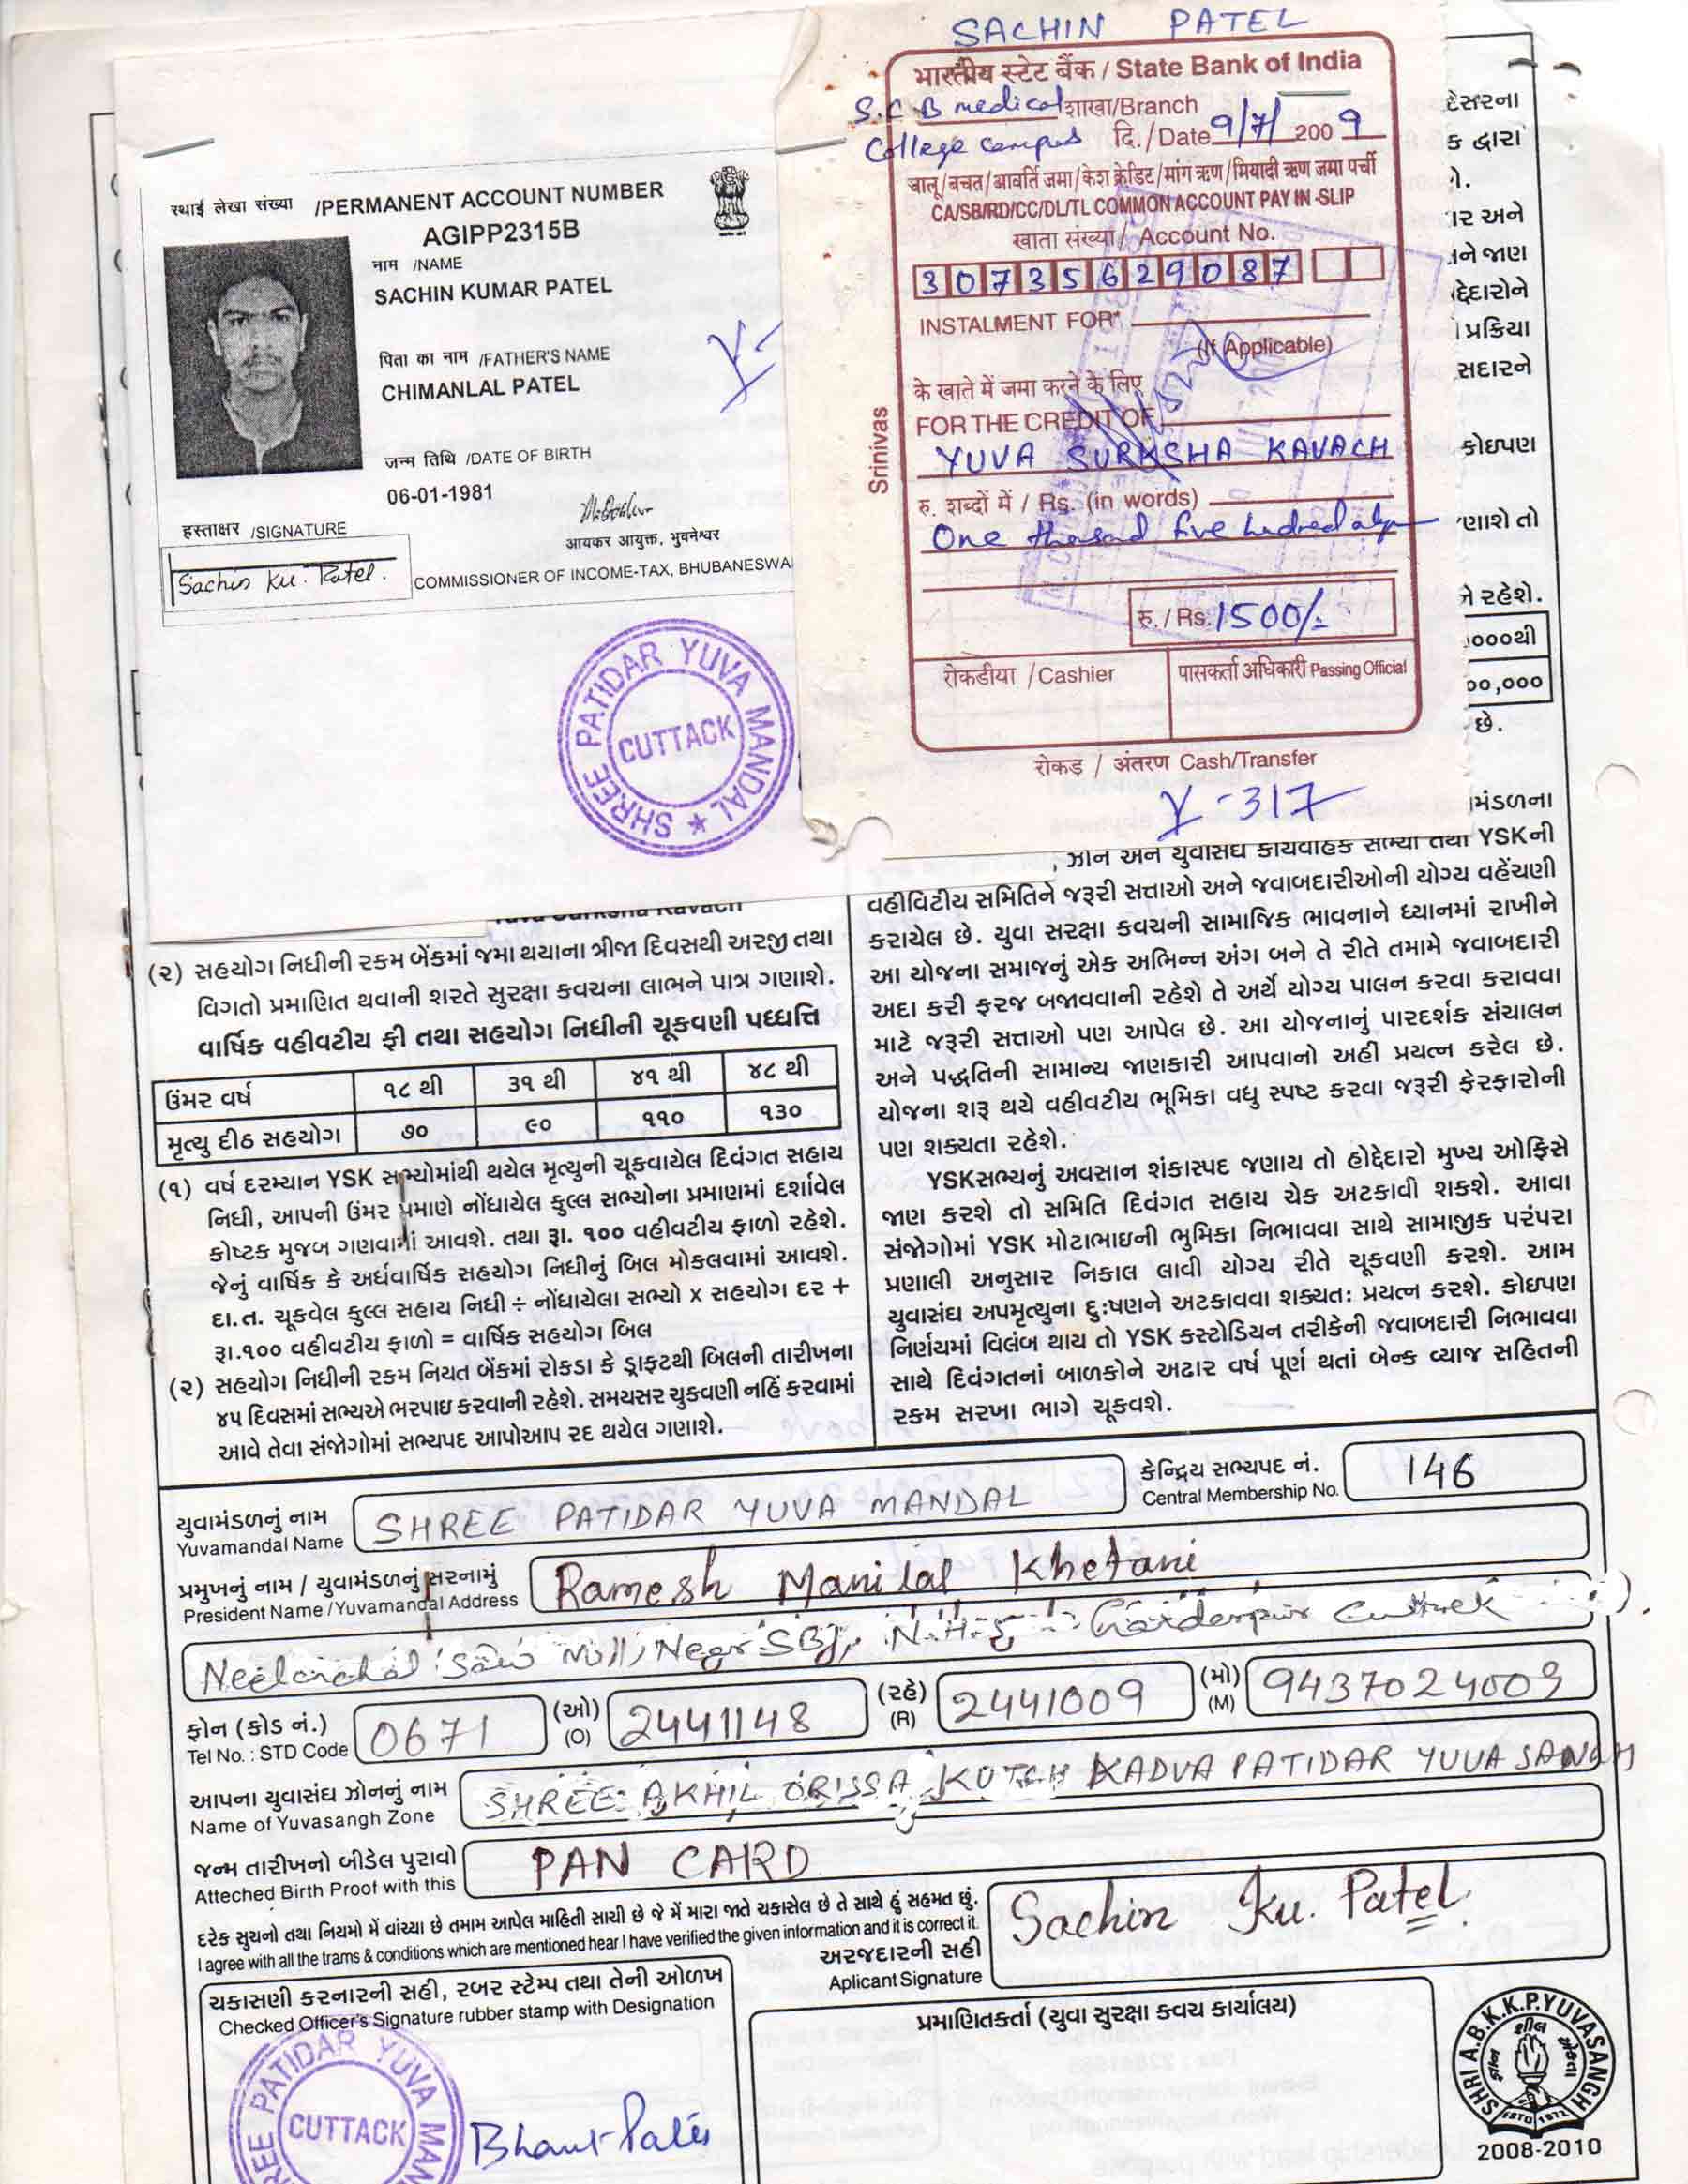 SACHIN PATEL
भारतीय स्टेट बैंक / State Bank of India
S.C B medical शाखा/Branch
College campus दि./Date 9/7/ 2009
चालू/बचत/आवर्ति जमा/केश क्रेडिट/मांग ऋण/मियादी ऋण जमा पर्ची
CA/SB/RD/CC/DL/TL COMMON ACCOUNT PAY IN -SLIP
खाता संख्या/ Account No.
30735629087
INSTALMENT FOR*
(If Applicable)
के खाते में जमा करने के लिए
FOR THE CREDIT OF
YUVA SURKSHA KAVACH
रु. शब्दों में / Rs. (in words)
One thousand five hundred
रु. / Rs. 1500/-
रोकडीया /Cashier
पासकर्ता अधिकारी Passing Official
रोकड़ / अंतरण Cash/Transfer
Y-317
Srinivas
स्थाई लेखा संख्या /PERMANENT ACCOUNT NUMBER
AGIPP2315B
नाम /NAME
SACHIN KUMAR PATEL
पिता का नाम /FATHER'S NAME
CHIMANLAL PATEL
जन्म तिथि /DATE OF BIRTH
06-01-1981
हस्ताक्षर /SIGNATURE
Sachin Ku. Patel.
आयकर आयुक्त, भुवनेश्वर
COMMISSIONER OF INCOME-TAX, BHUBANESWA
SHREE PATIDAR YUVA MANDAL
CUTTACK
દેસરના
ક દ્વારા
ાર અને
ાને જાણ
દ્દેદારોને
પ્રક્રિયા
સદારને
કોઇપણ
ણાશે તો
ને રહેશે.
૦૦૦થી
૦૦,૦૦૦
છે.
મંડળના
(૨) સહયોગ નિધીની રકમ બેંકમાં જમા થયાના ત્રીજા દિવસથી અરજી તથા
વિગતો પ્રમાણિત થવાની શરતે સુરક્ષા કવચના લાભને પાત્ર ગણાશે.
વાર્ષિક વહીવટીય ફી તથા સહયોગ નિધીની ચૂકવણી પધ્ધતિ
ઉંમર વર્ષ ૧૮ થી ૩૧ થી ૪૧ થી ૪૮ થી
મૃત્યુ દીઠ સહયોગ ૭૦ ૯૦ ૧૧૦ ૧૩૦
(૧) વર્ષ દરમ્યાન YSK સભ્યોમાંથી થયેલ મૃત્યુની ચૂકવાયેલ દિવંગત સહાય
નિધી, આપની ઉંમર પ્રમાણે નોંધાયેલ કુલ્લ સભ્યોના પ્રમાણમાં દર્શાવેલ
કોષ્ટક મુજબ ગણવામાં આવશે. તથા રૂા. ૧૦૦ વહીવટીય ફાળો રહેશે.
જેનું વાર્ષિક કે અર્ધવાર્ષિક સહયોગ નિધીનું બિલ મોકલવામાં આવશે.
દા.ત. ચૂકવેલ કુલ્લ સહાય નિધી ÷ નોંધાયેલા સભ્યો x સહયોગ દર +
રૂા.૧૦૦ વહીવટીય ફાળો = વાર્ષિક સહયોગ બિલ
(૨) સહયોગ નિધીની રકમ નિયત બેંકમાં રોકડા કે ડ્રાફટથી બિલની તારીખના
૪૫ દિવસમાં સભ્યએ ભરપાઇ કરવાની રહેશે. સમયસર ચુકવણી નહિં કરવામાં
આવે તેવા સંજોગોમાં સભ્યપદ આપોઆપ રદ થયેલ ગણાશે.
, ઝોન અને યુવાસંઘ કાર્યવાહક સભ્યો તથા YSKની
વહીવિટીય સમિતિને જરૂરી સત્તાઓ અને જવાબદારીઓની યોગ્ય વહેંચણી
કરાયેલ છે. યુવા સરક્ષા કવચની સામાજિક ભાવનાને ધ્યાનમાં રાખીને
આ યોજના સમાજનું એક અભિન્ન અંગ બને તે રીતે તમામે જવાબદારી
અદા કરી ફરજ બજાવવાની રહેશે તે અર્થે યોગ્ય પાલન કરવા કરાવવા
માટે જરૂરી સત્તાઓ પણ આપેલ છે. આ યોજનાનું પારદર્શક સંચાલન
અને પદ્ધતિની સામાન્ય જાણકારી આપવાનો અહીં પ્રયત્ન કરેલ છે.
યોજના શરૂ થયે વહીવટીય ભૂમિકા વધુ સ્પષ્ટ કરવા જરૂરી ફેરફારોની
પણ શક્યતા રહેશે.
YSKસભ્યનું અવસાન શંકાસ્પદ જણાય તો હોદ્દેદારો મુખ્ય ઓફિસે
જાણ કરશે તો સમિતિ દિવંગત સહાય ચેક અટકાવી શકશે. આવા
સંજોગોમાં YSK મોટાભાઇની ભુમિકા નિભાવવા સાથે સામાજીક પરંપરા
પ્રણાલી અનુસાર નિકાલ લાવી યોગ્ય રીતે ચૂકવણી કરશે. આમ
યુવાસંઘ અપમૃત્યુના દુઃષણને અટકાવવા શક્યતઃ પ્રયત્ન કરશે. કોઇપણ
નિર્ણયમાં વિલંબ થાય તો YSK કસ્ટોડિયન તરીકેની જવાબદારી નિભાવવા
સાથે દિવંગતનાં બાળકોને અઢાર વર્ષ પૂર્ણ થતાં બેન્ક વ્યાજ સહિતની
રકમ સરખા ભાગે ચૂકવશે.
યુવામંડળનું નામ SHREE PATIDAR YUVA MANDAL
Yuvamandal Name
કેન્દ્રિય સભ્યપદ નં. 146
Central Membership No.
પ્રમુખનું નામ / યુવામંડળનું સરનામું Ramesh Manilal Khetani
President Name /Yuvamandal Address
Neelanchal Saw Mill, Near SBI, N.H-5 Cuttack
ફોન (કોડ નં.) 0671 (ઓ) 2441148 (રહે) 2441009 (મો) 9437024009
Tel No. : STD Code (O) (R) (M)
આપના યુવાસંઘ ઝોનનું નામ SHREE AKHIL ORISSA KUTCH KADVA PATIDAR YUVA SANGH
Name of Yuvasangh Zone
જન્મ તારીખનો બીડેલ પુરાવો PAN CARD
Atteched Birth Proof with this
દરેક સુચનો તથા નિયમો મેં વાંચ્યા છે તમામ આપેલ માહિતી સાચી છે જે મેં મારા જાતે ચકાસેલ છે તે સાથે હું સહમત છું.
I agree with all the trams & conditions which are mentioned hear I have verified the given information and it is correct it.
અરજદારની સહી Sachin Ku. Patel
Aplicant Signature
ચકાસણી કરનારની સહી, રબર સ્ટેમ્પ તથા તેની ઓળખ
Checked Officer's Signature rubber stamp with Designation
પ્રમાણિતકર્તા (યુવા સુરક્ષા કવચ કાર્યાલય)
PATIDAR YUVA
CUTTACK
SHRI A.B.K.K.P.YUVASANGH
ESTD 1972
2008-2010